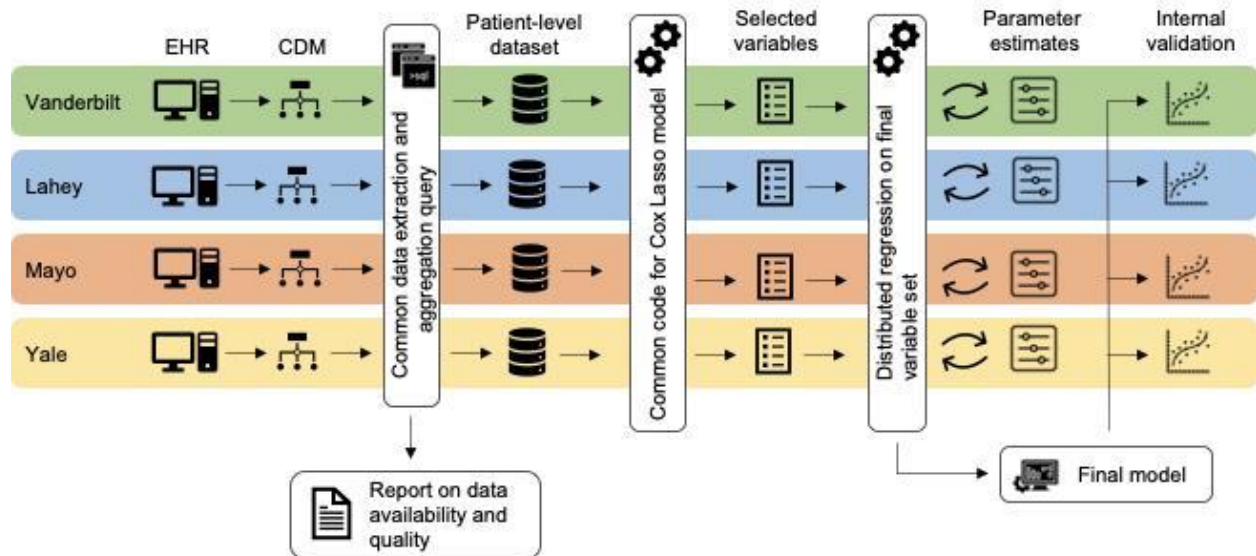 EHR
CDM
Patient-level
dataset
Selected
variables
Parameter
estimates
Internal
validation
Vanderbilt
Lahey
Mayo
Yale
>sql
Common data extraction and
aggregation query
Common code for Cox Lasso model
Distributed regression on final
variable set
Report on data
availability and
quality
Final model